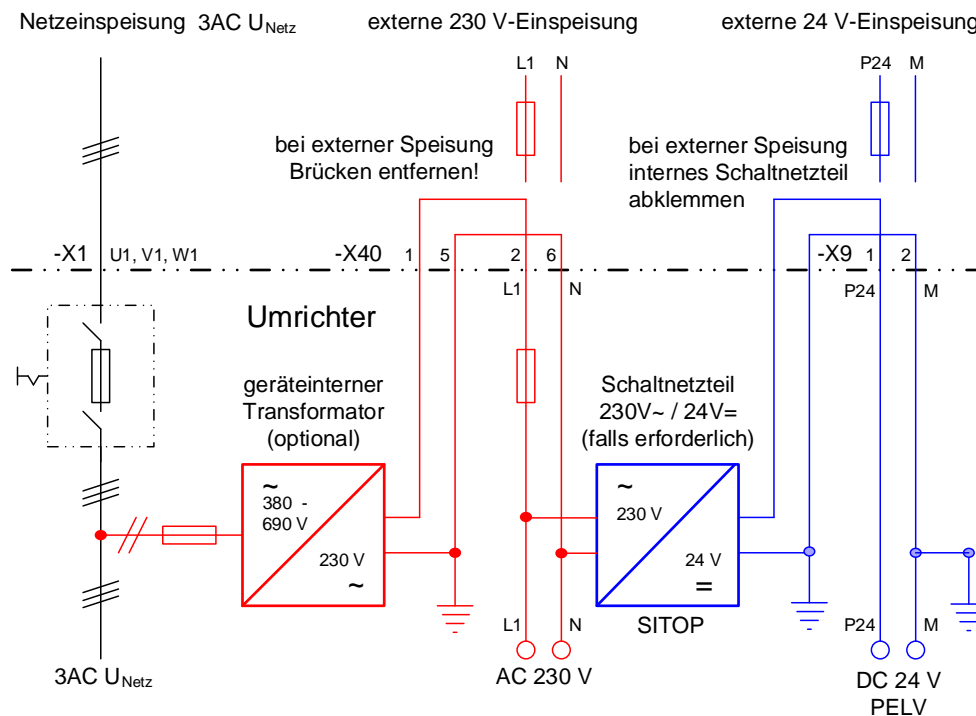 Netzeinspeisung 3AC UNetz
externe 230 V-Einspeisung
externe 24 V-Einspeisung
L1 N
P24 M
bei externer Speisung
Brücken entfernen!
bei externer Speisung
internes Schaltnetzteil
abklemmen
-X1 U1, V1, W1
-X40 1 5 2 6
-X9 1 2
L1 N
P24 M
Umrichter
geräteinterner
Transformator
(optional)
Schaltnetzteil
230V~ / 24V=
(falls erforderlich)
~
380 -
690 V
230 V
~
~
230 V
24 V
=
SITOP
L1 N
P24 M
3AC UNetz
AC 230 V
DC 24 V
PELV